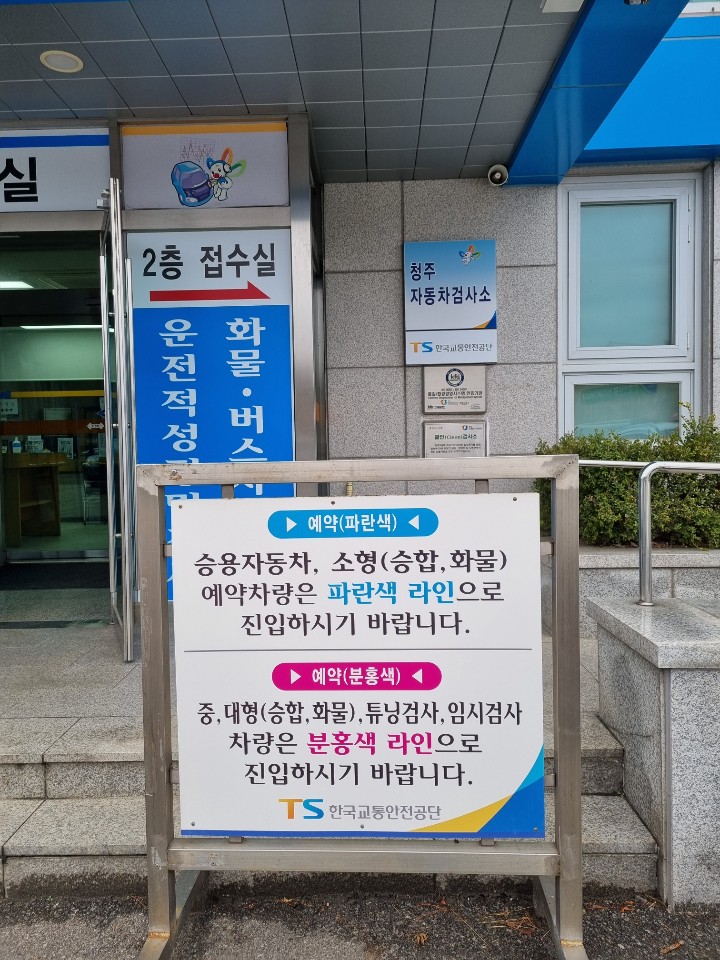 실
2층 접수실
화물·버스
운전적성
청주
자동차검사소
TS 한국교통안전공단
클린(Clean)검사소
▶ 예약(파란색) ◀
승용자동차, 소형(승합,화물)
예약차량은 파란색 라인으로
진입하시기 바랍니다.
▶ 예약(분홍색) ◀
중,대형(승합,화물),튜닝검사,임시검사
차량은 분홍색 라인으로
진입하시기 바랍니다.
TS 한국교통안전공단